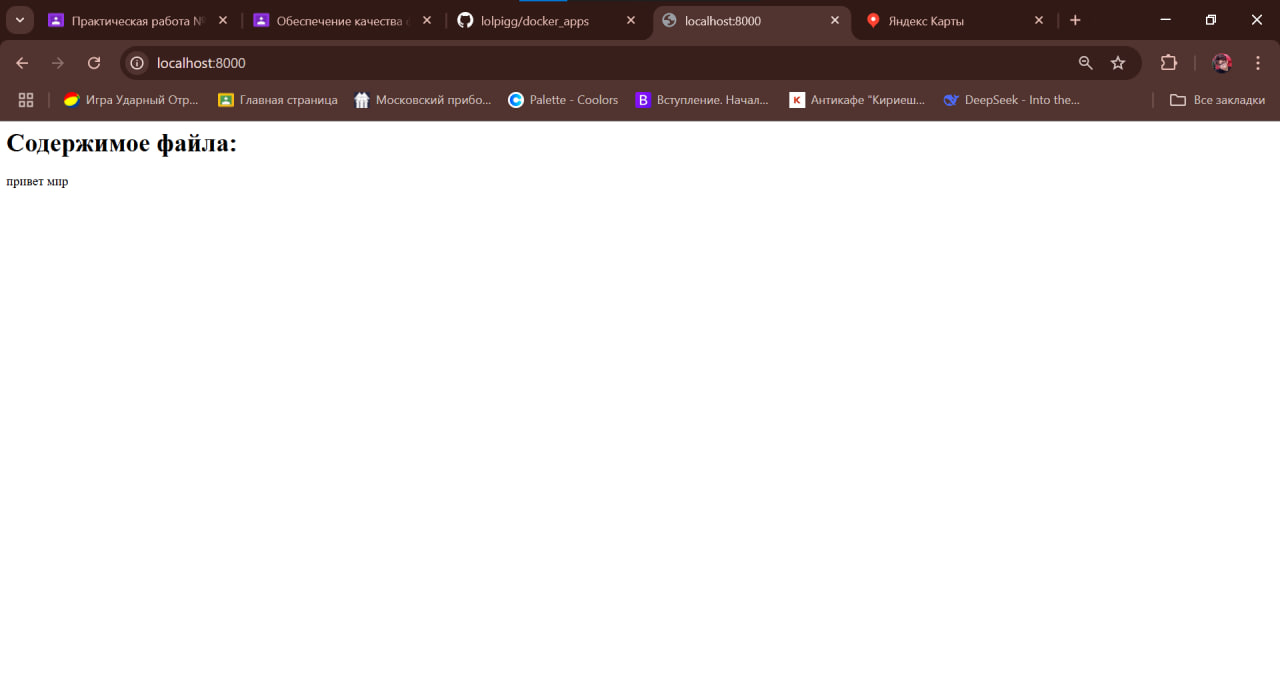 Практическая работа №
Обеспечение качества
lolpigg/docker_apps
localhost:8000
Яндекс Карты
localhost:8000
Игра Ударный Отр...
Главная страница
Московский прибо...
Palette - Coolors
B Вступление. Начал...
K Антикафе "Кириеш...
DeepSeek - Into the...
Все закладки
Содержимое файла:
привет мир